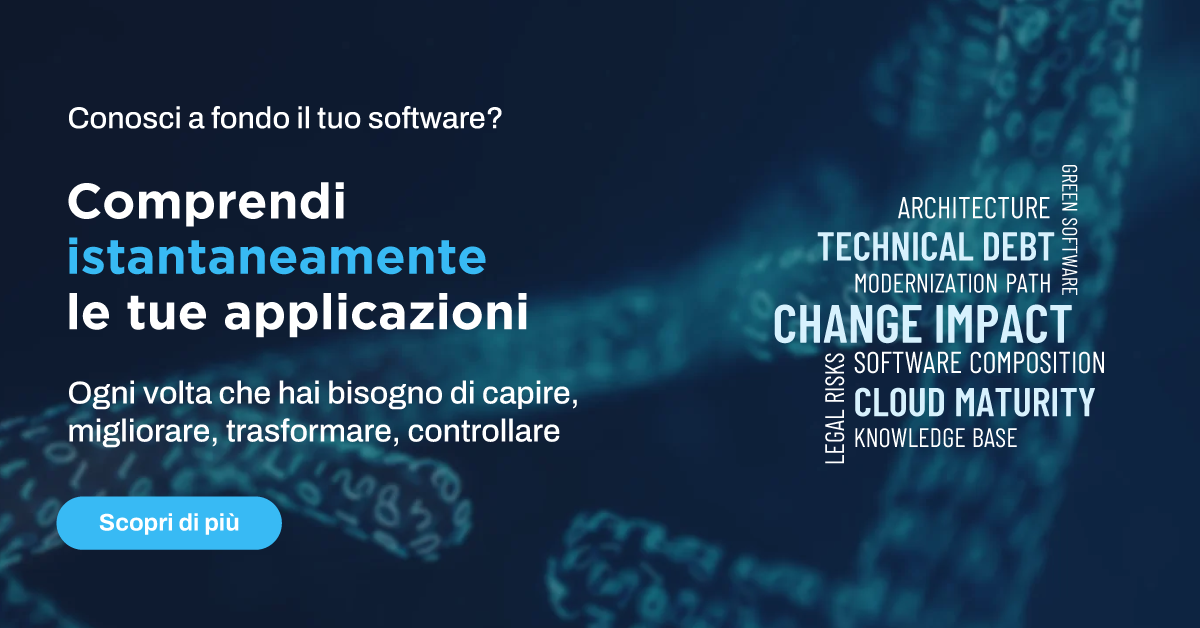 Conosci a fondo il tuo software?
Comprendi
istantaneamente
le tue applicazioni
Ogni volta che hai bisogno di capire,
migliorare, trasformare, controllare
Scopri di più
ARCHITECTURE
GREEN SOFTWARE
TECHNICAL DEBT
MODERNIZATION PATH
CHANGE IMPACT
SOFTWARE COMPOSITION
LEGAL RISKS
CLOUD MATURITY
KNOWLEDGE BASE